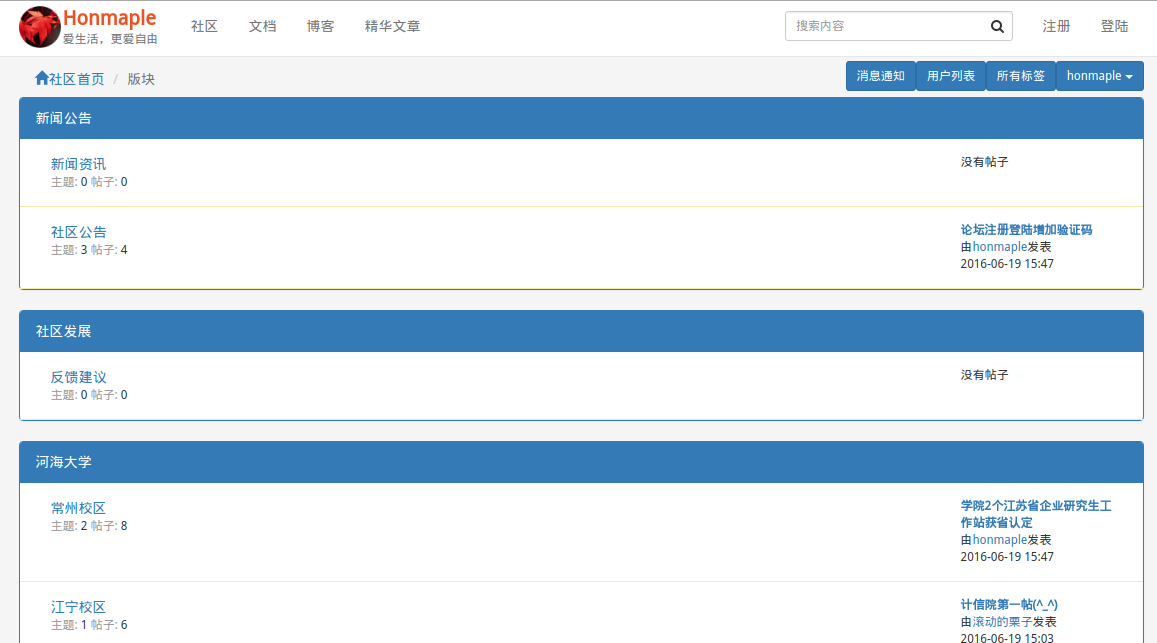 Honmaple
爱生活，更爱自由
社区 文档 博客 精华文章 搜索内容 注册 登陆
社区首页 / 版块 消息通知 用户列表 所有标签 honmaple
新闻公告
新闻资讯 没有帖子
主题: 0 帖子: 0
社区公告 论坛注册登陆增加验证码
主题: 3 帖子: 4 由honmaple发表
2016-06-19 15:47
社区发展
反馈建议 没有帖子
主题: 0 帖子: 0
河海大学
常州校区 学院2个江苏省企业研究生工
主题: 2 帖子: 8 作站获省认定
由honmaple发表
2016-06-19 15:47
江宁校区 计信院第一帖(^_^)
主题: 1 帖子: 6 由滚动的栗子发表
2016-06-19 15:03